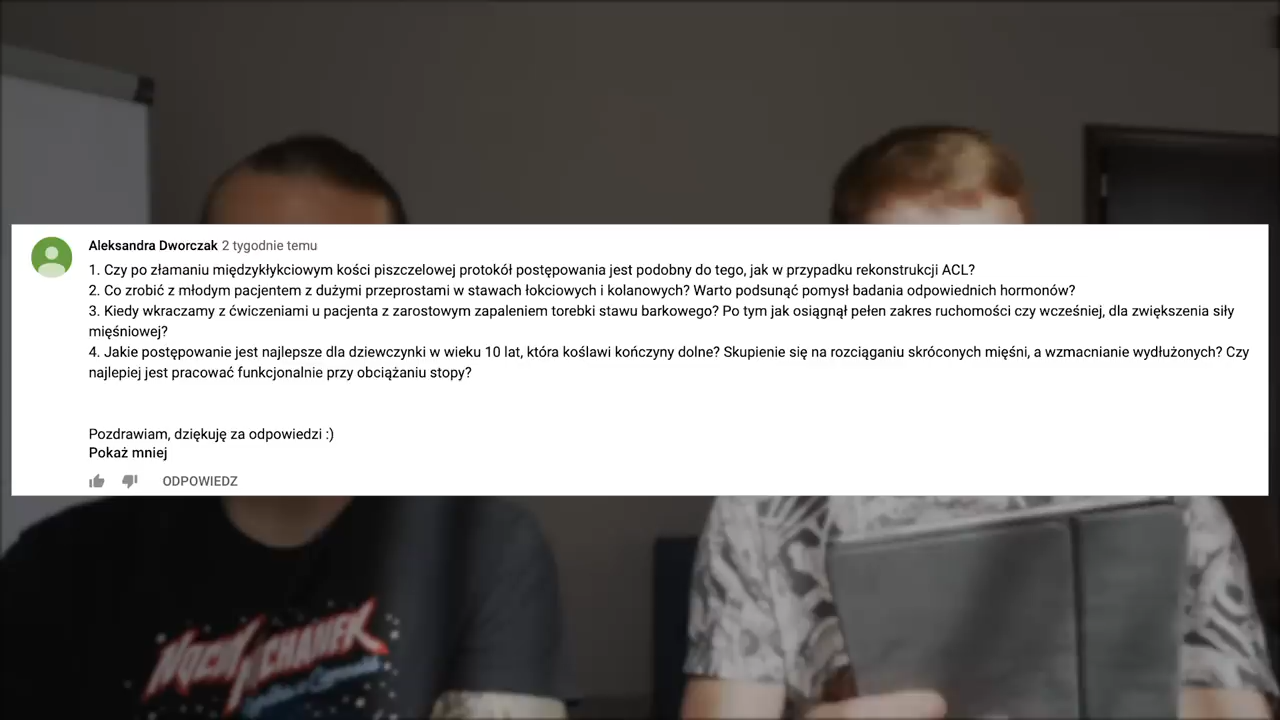 Aleksandra Dworczak 2 tygodnie temu
1. Czy po złamaniu międzykłykciowym kości piszczelowej protokół postępowania jest podobny do tego, jak w przypadku rekonstrukcji ACL?
2. Co zrobić z młodym pacjentem z dużymi przeprostami w stawach łokciowych i kolanowych? Warto podsunąć pomysł badania odpowiednich hormonów?
3. Kiedy wkraczamy z ćwiczeniami u pacjenta z zarostowym zapaleniem torebki stawu barkowego? Po tym jak osiągnął pełen zakres ruchomości czy wcześniej, dla zwiększenia siły
mięśniowej?
4. Jakie postępowanie jest najlepsze dla dziewczynki w wieku 10 lat, która koślawi kończyny dolne? Skupienie się na rozciąganiu skróconych mięśni, a wzmacnianie wydłużonych? Czy
najlepiej jest pracować funkcjonalnie przy obciążaniu stopy?
Pozdrawiam, dziękuję za odpowiedzi :)
Pokaż mniej
ODPOWIEDZ